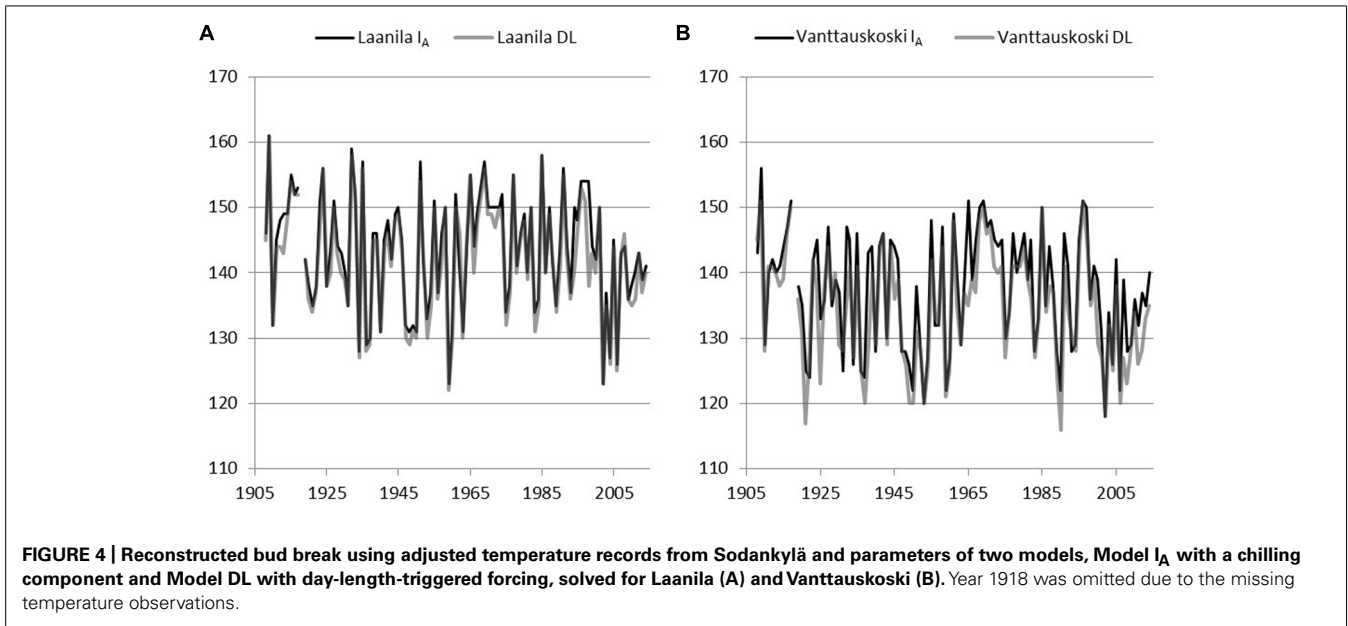 A
Laanila I_A
Laanila DL
170
160
150
140
130
120
110
1905 1925 1945 1965 1985 2005
B
Vanttauskoski I_A
Vanttauskoski DL
170
160
150
140
130
120
110
1905 1925 1945 1965 1985 2005
FIGURE 4 | Reconstructed bud break using adjusted temperature records from Sodankylä and parameters of two models, Model I_A with a chilling
component and Model DL with day-length-triggered forcing, solved for Laanila (A) and Vanttauskoski (B). Year 1918 was omitted due to the missing
temperature observations.